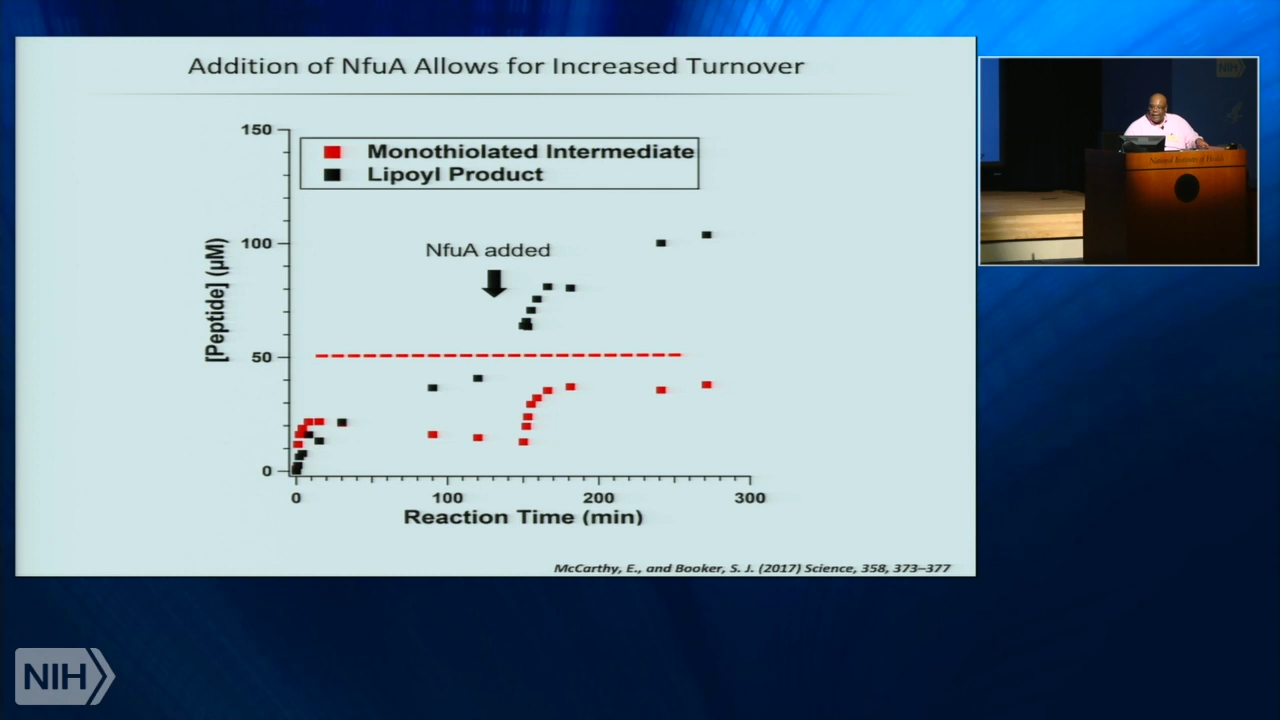 Addition of NfuA Allows for Increased Turnover
150
Monothiolated Intermediate
Lipoyl Product
100
NfuA added
[Peptide] (µM)
50
0
0 100 200 300
Reaction Time (min)
McCarthy, E., and Booker, S. J. (2017) Science, 358, 373–377
NIH
National Institutes of Health
NIH